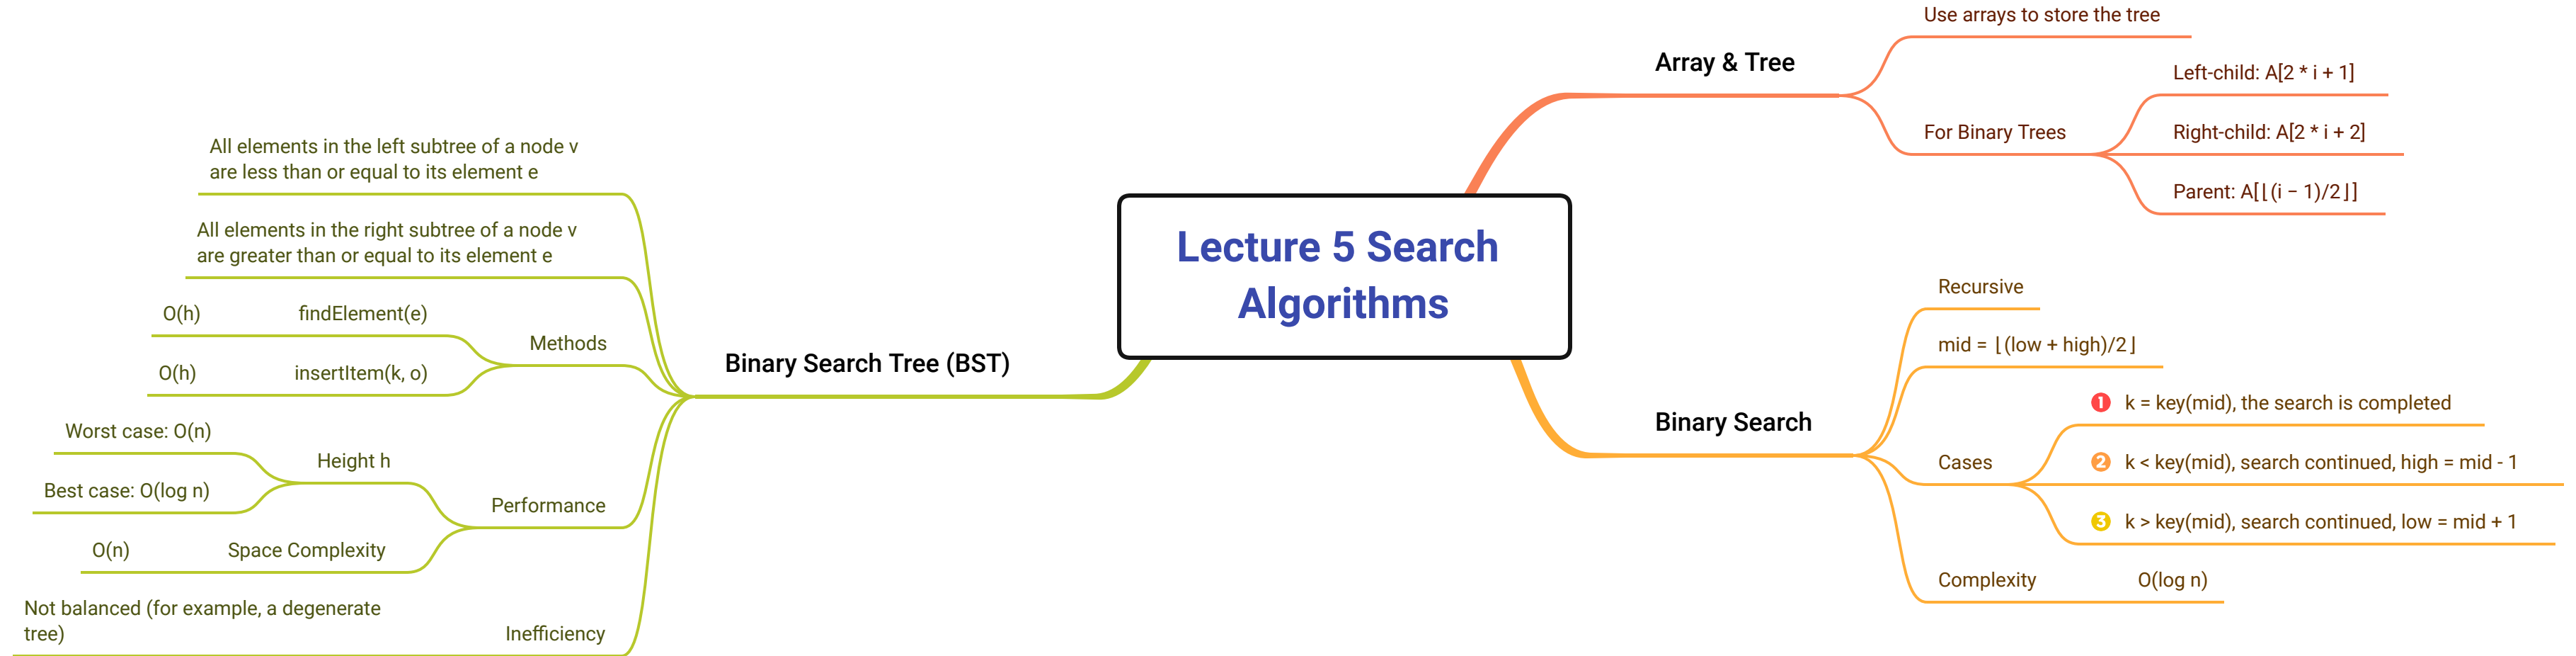 Lecture 5 Search
Algorithms
Array & Tree
Use arrays to store the tree
For Binary Trees
Left-child: A[2 * i + 1]
Right-child: A[2 * i + 2]
Parent: A[⌊(i − 1)/2⌋]
Binary Search
Recursive
mid = ⌊(low + high)/2⌋
Cases
1 k = key(mid), the search is completed
2 k < key(mid), search continued, high = mid - 1
3 k > key(mid), search continued, low = mid + 1
Complexity O(log n)
Binary Search Tree (BST)
All elements in the left subtree of a node v
are less than or equal to its element e
All elements in the right subtree of a node v
are greater than or equal to its element e
Methods
O(h) findElement(e)
O(h) insertItem(k, o)
Performance
Height h
Worst case: O(n)
Best case: O(log n)
O(n) Space Complexity
Inefficiency
Not balanced (for example, a degenerate
tree)